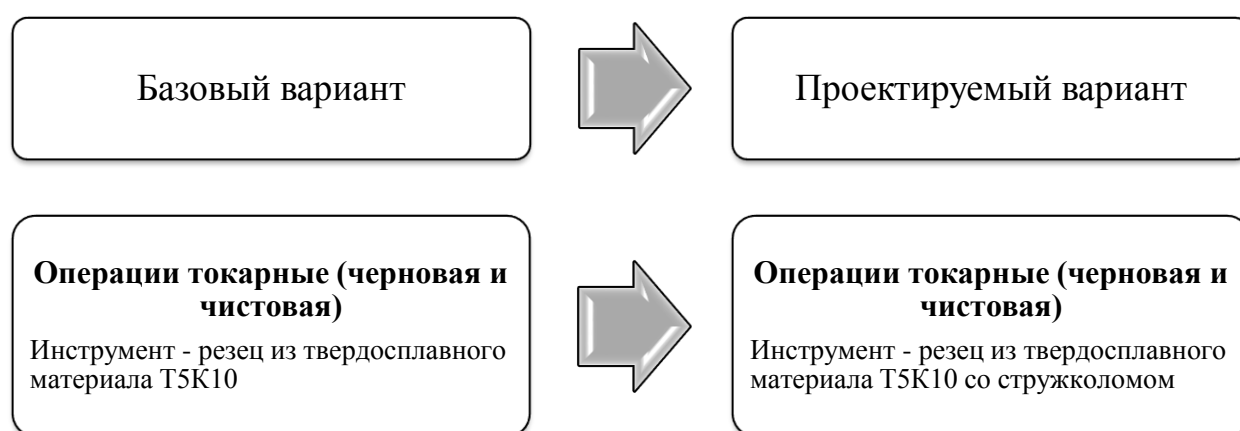 Базовый вариант
Проектируемый вариант
Операции токарные (черновая и
чистовая)
Инструмент - резец из твердосплавного
материала Т5К10
Операции токарные (черновая и
чистовая)
Инструмент - резец из твердосплавного
материала Т5К10 со стружколомом